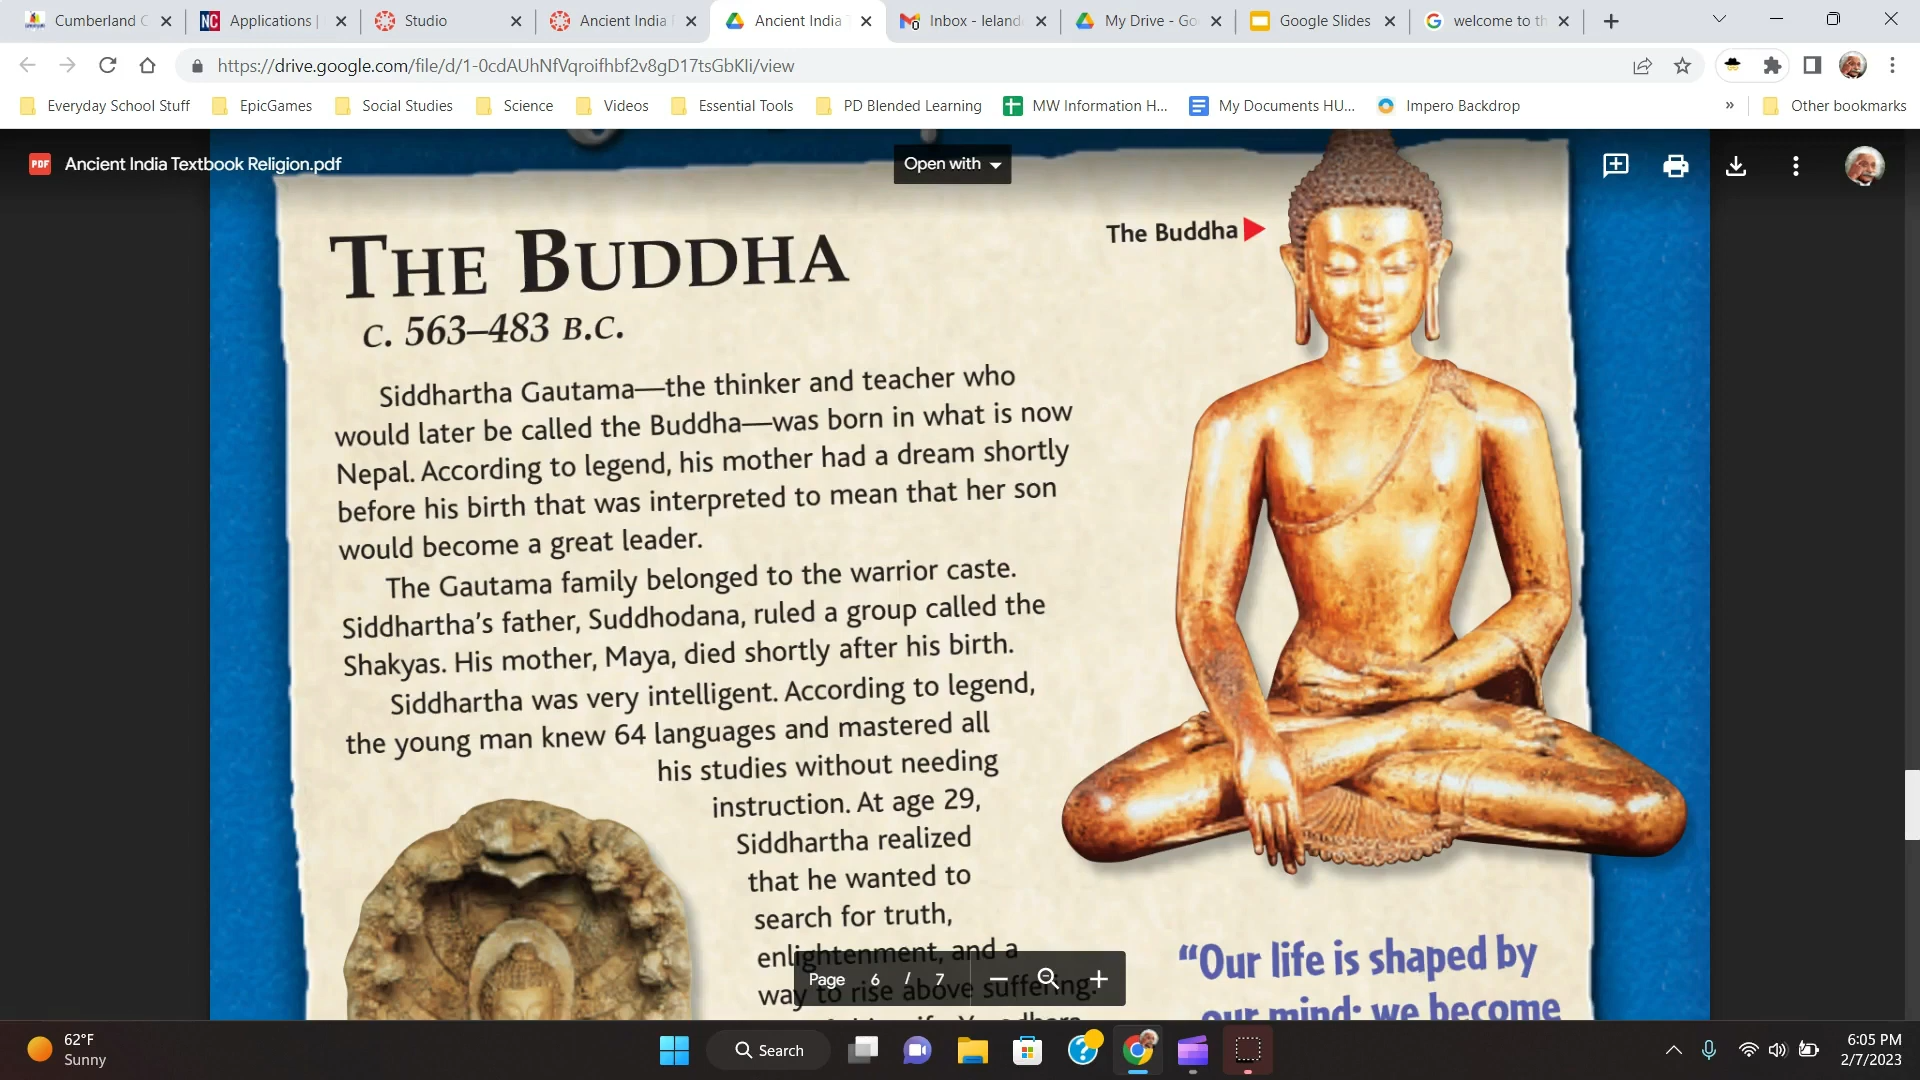 Cumberland C
Applications |
Studio
Ancient India
Ancient India
Inbox - leland
My Drive - Go
Google Slides
welcome to th
https://drive.google.com/file/d/1-0cdAUhNfVqroifhbf2v8gD17tsGbKli/view
Everyday School Stuff
EpicGames
Social Studies
Science
Videos
Essential Tools
PD Blended Learning
MW Information H...
My Documents HU...
Impero Backdrop
»
Other bookmarks
PDF Ancient India Textbook Religion.pdf
Open with
The Buddha
THE BUDDHA
C. 563–483 B.C.
Siddhartha Gautama—the thinker and teacher who
would later be called the Buddha—was born in what is now
Nepal. According to legend, his mother had a dream shortly
before his birth that was interpreted to mean that her son
would become a great leader.
The Gautama family belonged to the warrior caste.
Siddhartha's father, Suddhodana, ruled a group called the
Shakyas. His mother, Maya, died shortly after his birth.
Siddhartha was very intelligent. According to legend,
the young man knew 64 languages and mastered all
his studies without needing
instruction. At age 29,
Siddhartha realized
that he wanted to
search for truth,
enlightenment, and a
way to rise above suffering.
Page 6 / 7
“Our life is shaped by
our mind; we become
62°F
Sunny
Search
6:05 PM
2/7/2023